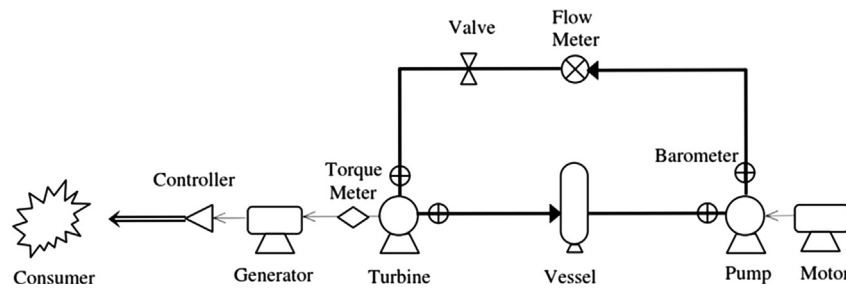 Valve
Flow
Meter
Barometer
Torque
Meter
Controller
Consumer
Generator
Turbine
Vessel
Pump
Motor